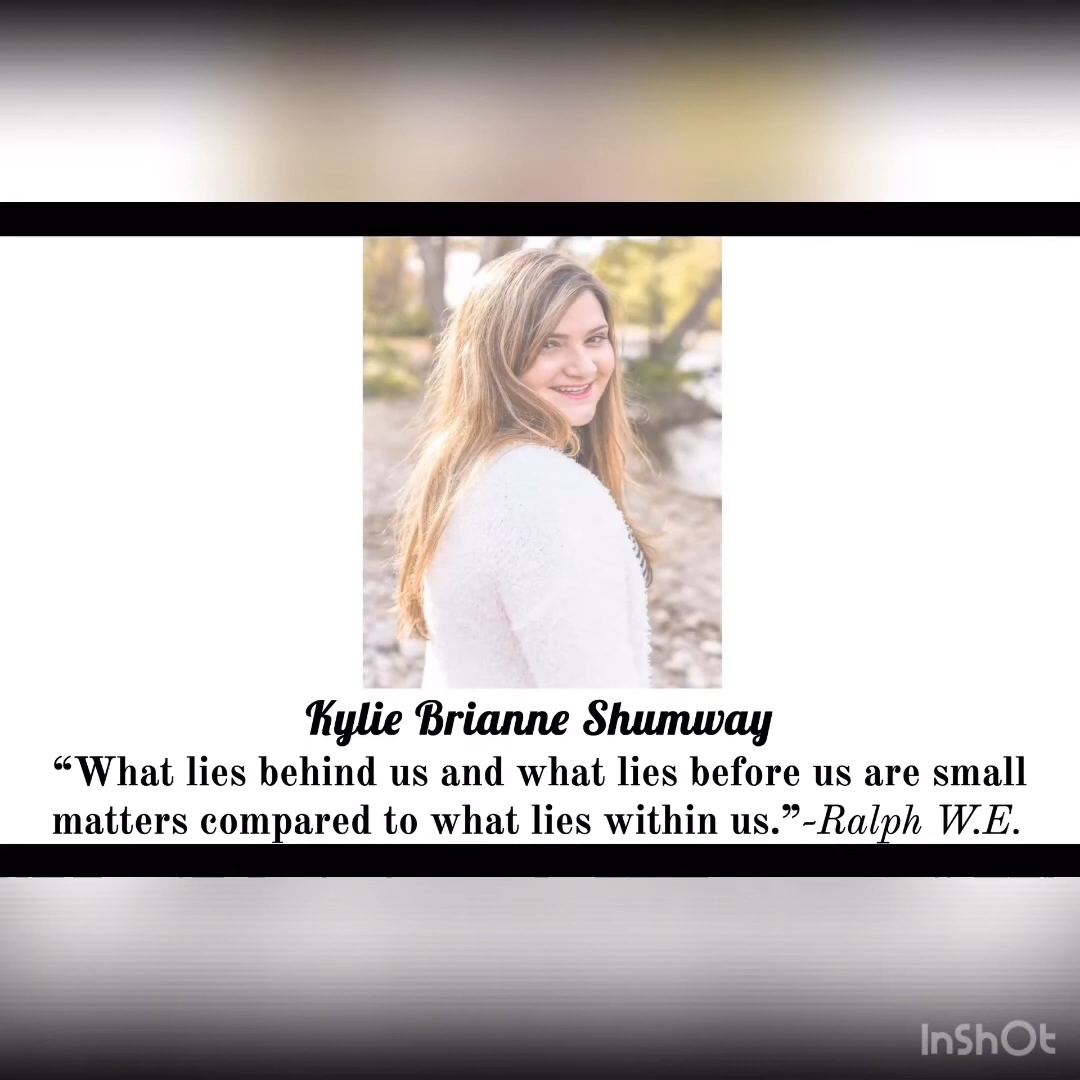 Kylie Brianne Shumway
“What lies behind us and what lies before us are small
matters compared to what lies within us.”-Ralph W.E.
InShOt